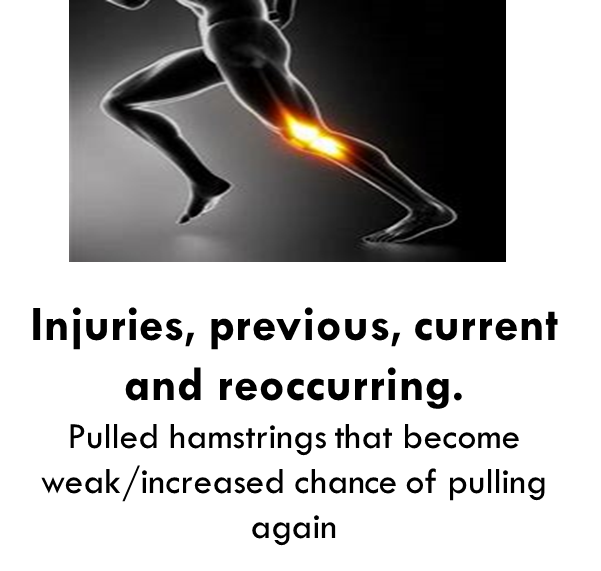 Injuries, previous, current
and reoccurring.
Pulled hamstrings that become
weak/increased chance of pulling
again